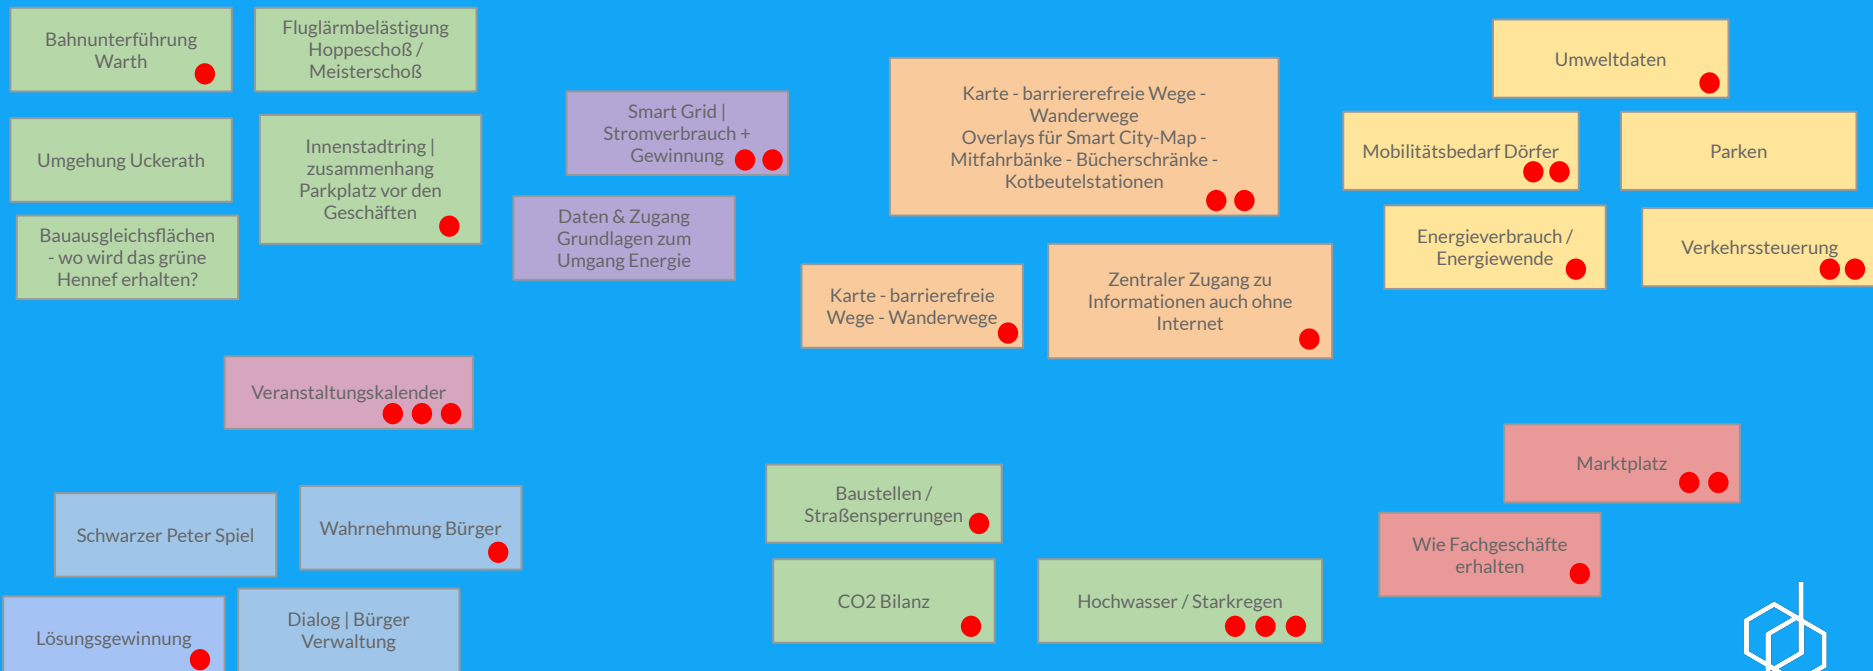 Bahnunterführung
Warth
Fluglärmbelästigung
Hoppeschoß /
Meisterschoß
Umgehung Uckerath
Innenstadtring |
zusammenhang
Parkplatz vor den
Geschäften
Bauausgleichsflächen
- wo wird das grüne
Hennef erhalten?
Smart Grid |
Stromverbrauch +
Gewinnung
Daten & Zugang
Grundlagen zum
Umgang Energie
Karte - barriererefreie Wege -
Wanderwege
Overlays für Smart City-Map -
Mitfahrbänke - Bücherschränke -
Kotbeutelstationen
Karte - barrierefreie
Wege - Wanderwege
Zentraler Zugang zu
Informationen auch ohne
Internet
Umweltdaten
Mobilitätsbedarf Dörfer
Parken
Energieverbrauch /
Energiewende
Verkehrssteuerung
Veranstaltungskalender
Schwarzer Peter Spiel
Wahrnehmung Bürger
Lösungsgewinnung
Dialog | Bürger
Verwaltung
Baustellen /
Straßensperrungen
CO2 Bilanz
Hochwasser / Starkregen
Marktplatz
Wie Fachgeschäfte
erhalten